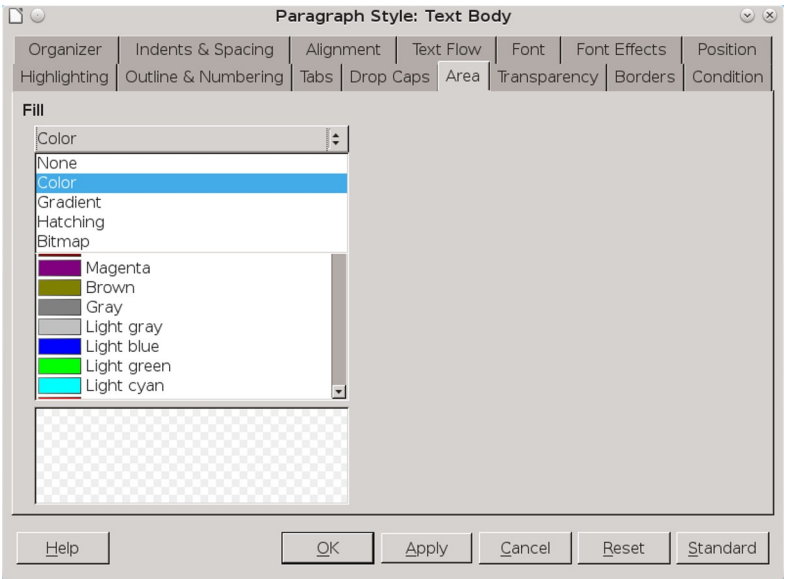 Paragraph Style: Text Body
Organizer Indents & Spacing Alignment Text Flow Font Font Effects Position
Highlighting Outline & Numbering Tabs Drop Caps Area Transparency Borders Condition
Fill
Color
None
Color
Gradient
Hatching
Bitmap
Magenta
Brown
Gray
Light gray
Light blue
Light green
Light cyan
Help OK Apply Cancel Reset Standard